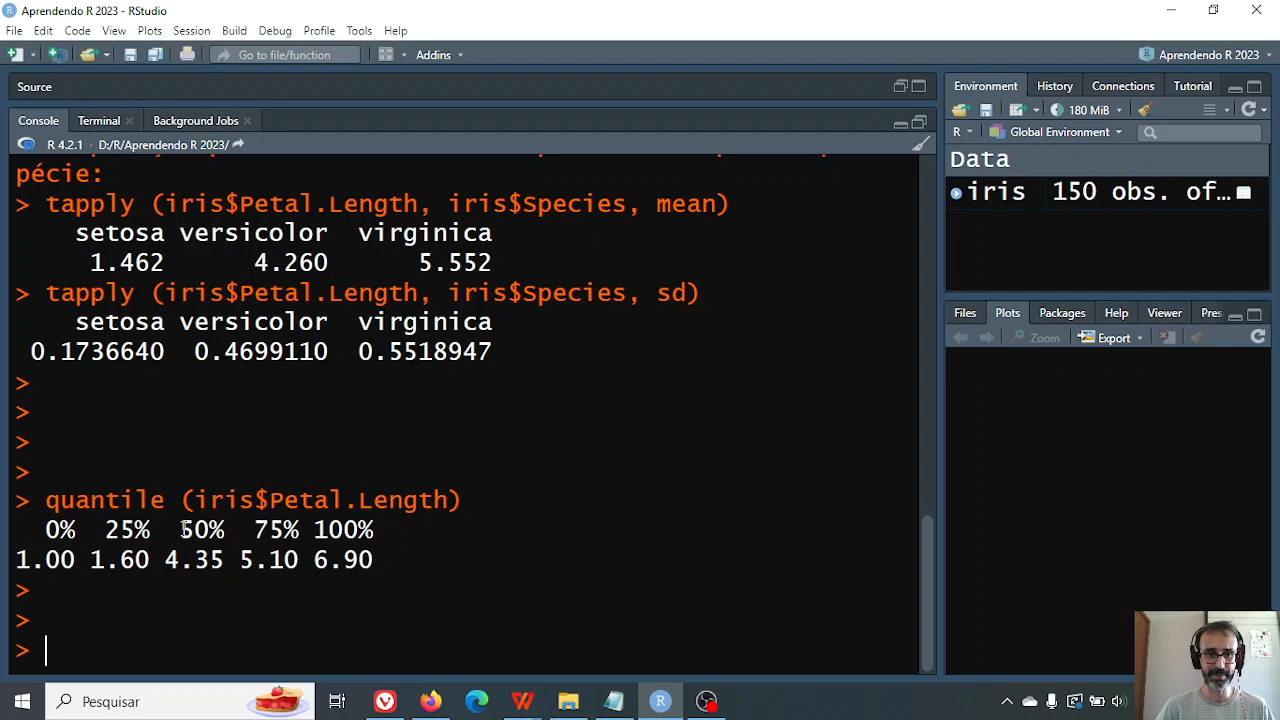 Aprendendo R 2023 - RStudio
File Edit Code View Plots Session Build Debug Profile Tools Help
Go to file/function Addins Aprendendo R 2023
Source
Environment History Connections Tutorial
180 MiB
R Global Environment
Data
iris 150 obs. of…
Console Terminal Background Jobs
R 4.2.1 · D:/R/Aprendendo R 2023/
pécie:
> tapply (iris$Petal.Length, iris$Species, mean)
setosa versicolor virginica
1.462 4.260 5.552
> tapply (iris$Petal.Length, iris$Species, sd)
setosa versicolor virginica
0.1736640 0.4699110 0.5518947
>
>
>
>
> quantile (iris$Petal.Length)
0% 25% 50% 75% 100%
1.00 1.60 4.35 5.10 6.90
>
>
>
Files Plots Packages Help Viewer Pres
Zoom Export
Pesquisar